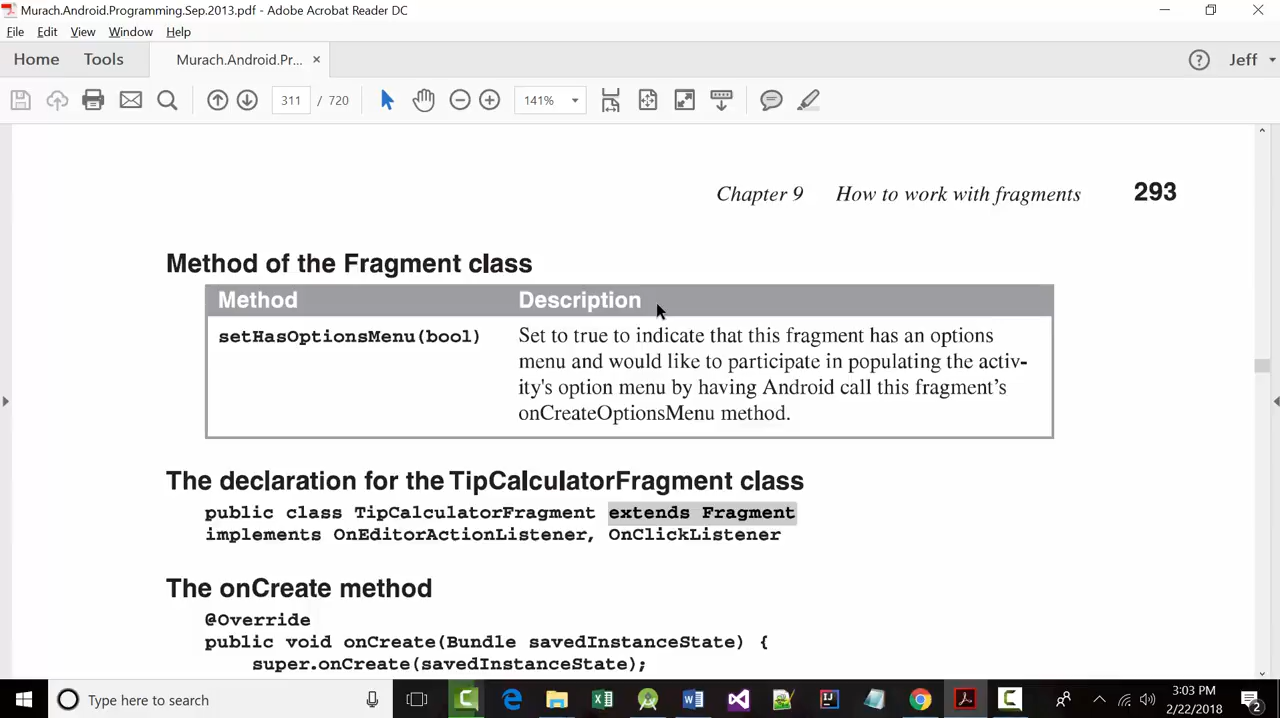 Murach.Android.Programming.Sep.2013.pdf - Adobe Acrobat Reader DC
File Edit View Window Help
Home Tools Murach.Android.Pr... × Jeff
311 / 720 141%
Chapter 9 How to work with fragments 293
Method of the Fragment class
Method Description
setHasOptionsMenu(bool) Set to true to indicate that this fragment has an options
menu and would like to participate in populating the activ-
ity's option menu by having Android call this fragment's
onCreateOptionsMenu method.
The declaration for the TipCalculatorFragment class
public class TipCalculatorFragment extends Fragment
implements OnEditorActionListener, OnClickListener
The onCreate method
@Override
public void onCreate(Bundle savedInstanceState) {
super.onCreate(savedInstanceState);
Type here to search
3:03 PM
2/22/2018
2